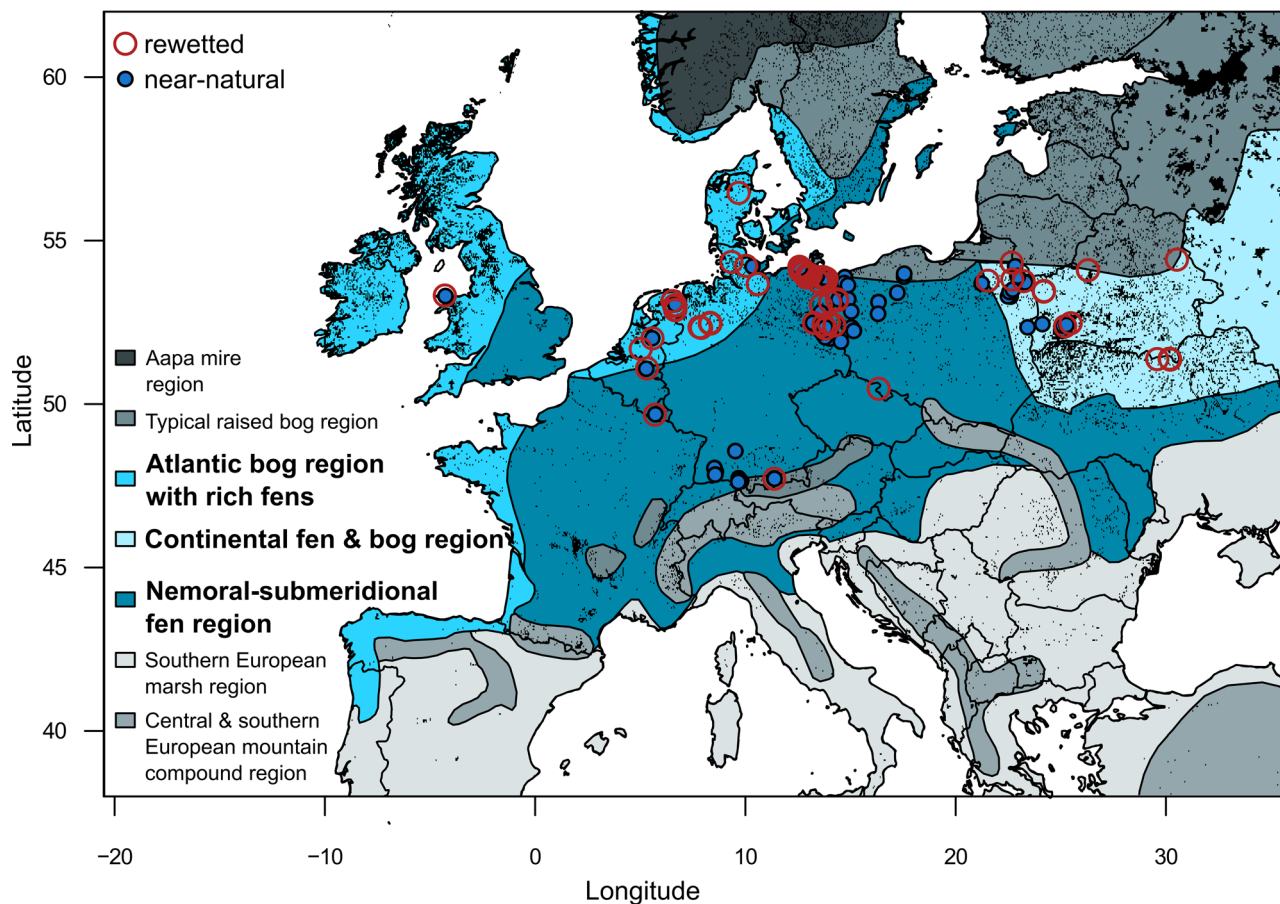 rewetted
near-natural
60
55
50
45
40
Latitude
Aapa mire
region
Typical raised bog region
Atlantic bog region
with rich fens
Continental fen & bog region
Nemoral-submeridional
fen region
Southern European
marsh region
Central & southern
European mountain
compound region
−20
−10
0
10
20
30
Longitude